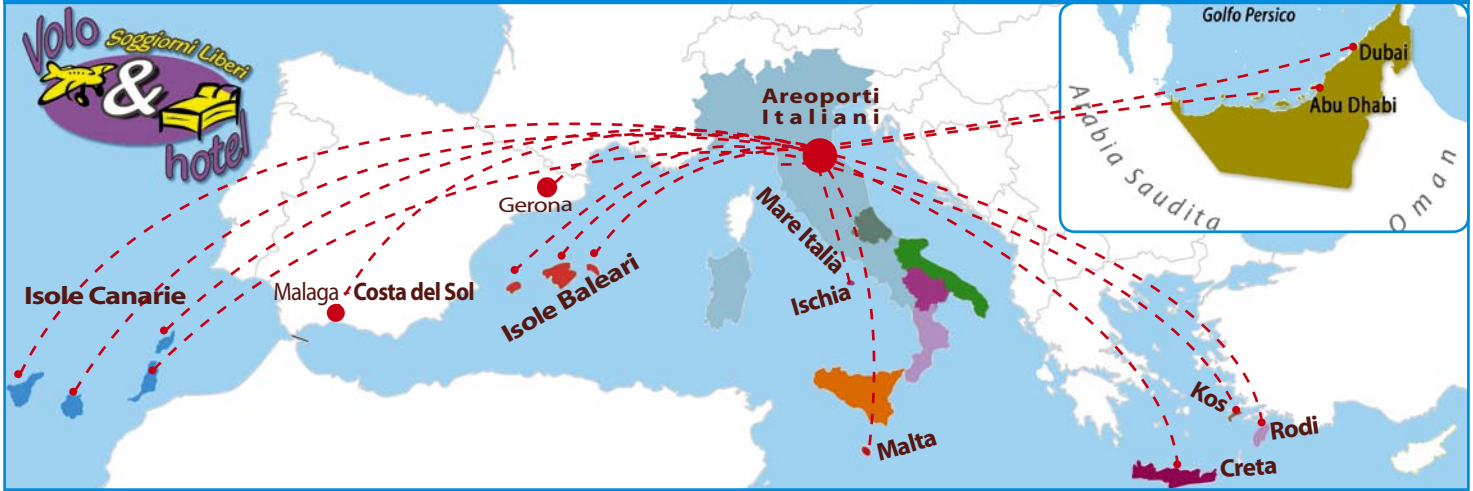 Volo
Soggiorni Liberi
&
hotel
Areoporti
Italiani
Golfo Persico
Dubai
Abu Dhabi
Arabia Saudita
Oman
Gerona
Mare Italia
Isole Canarie
Malaga - Costa del Sol
Isole Baleari
Ischia
Kos
Rodi
Malta
Creta